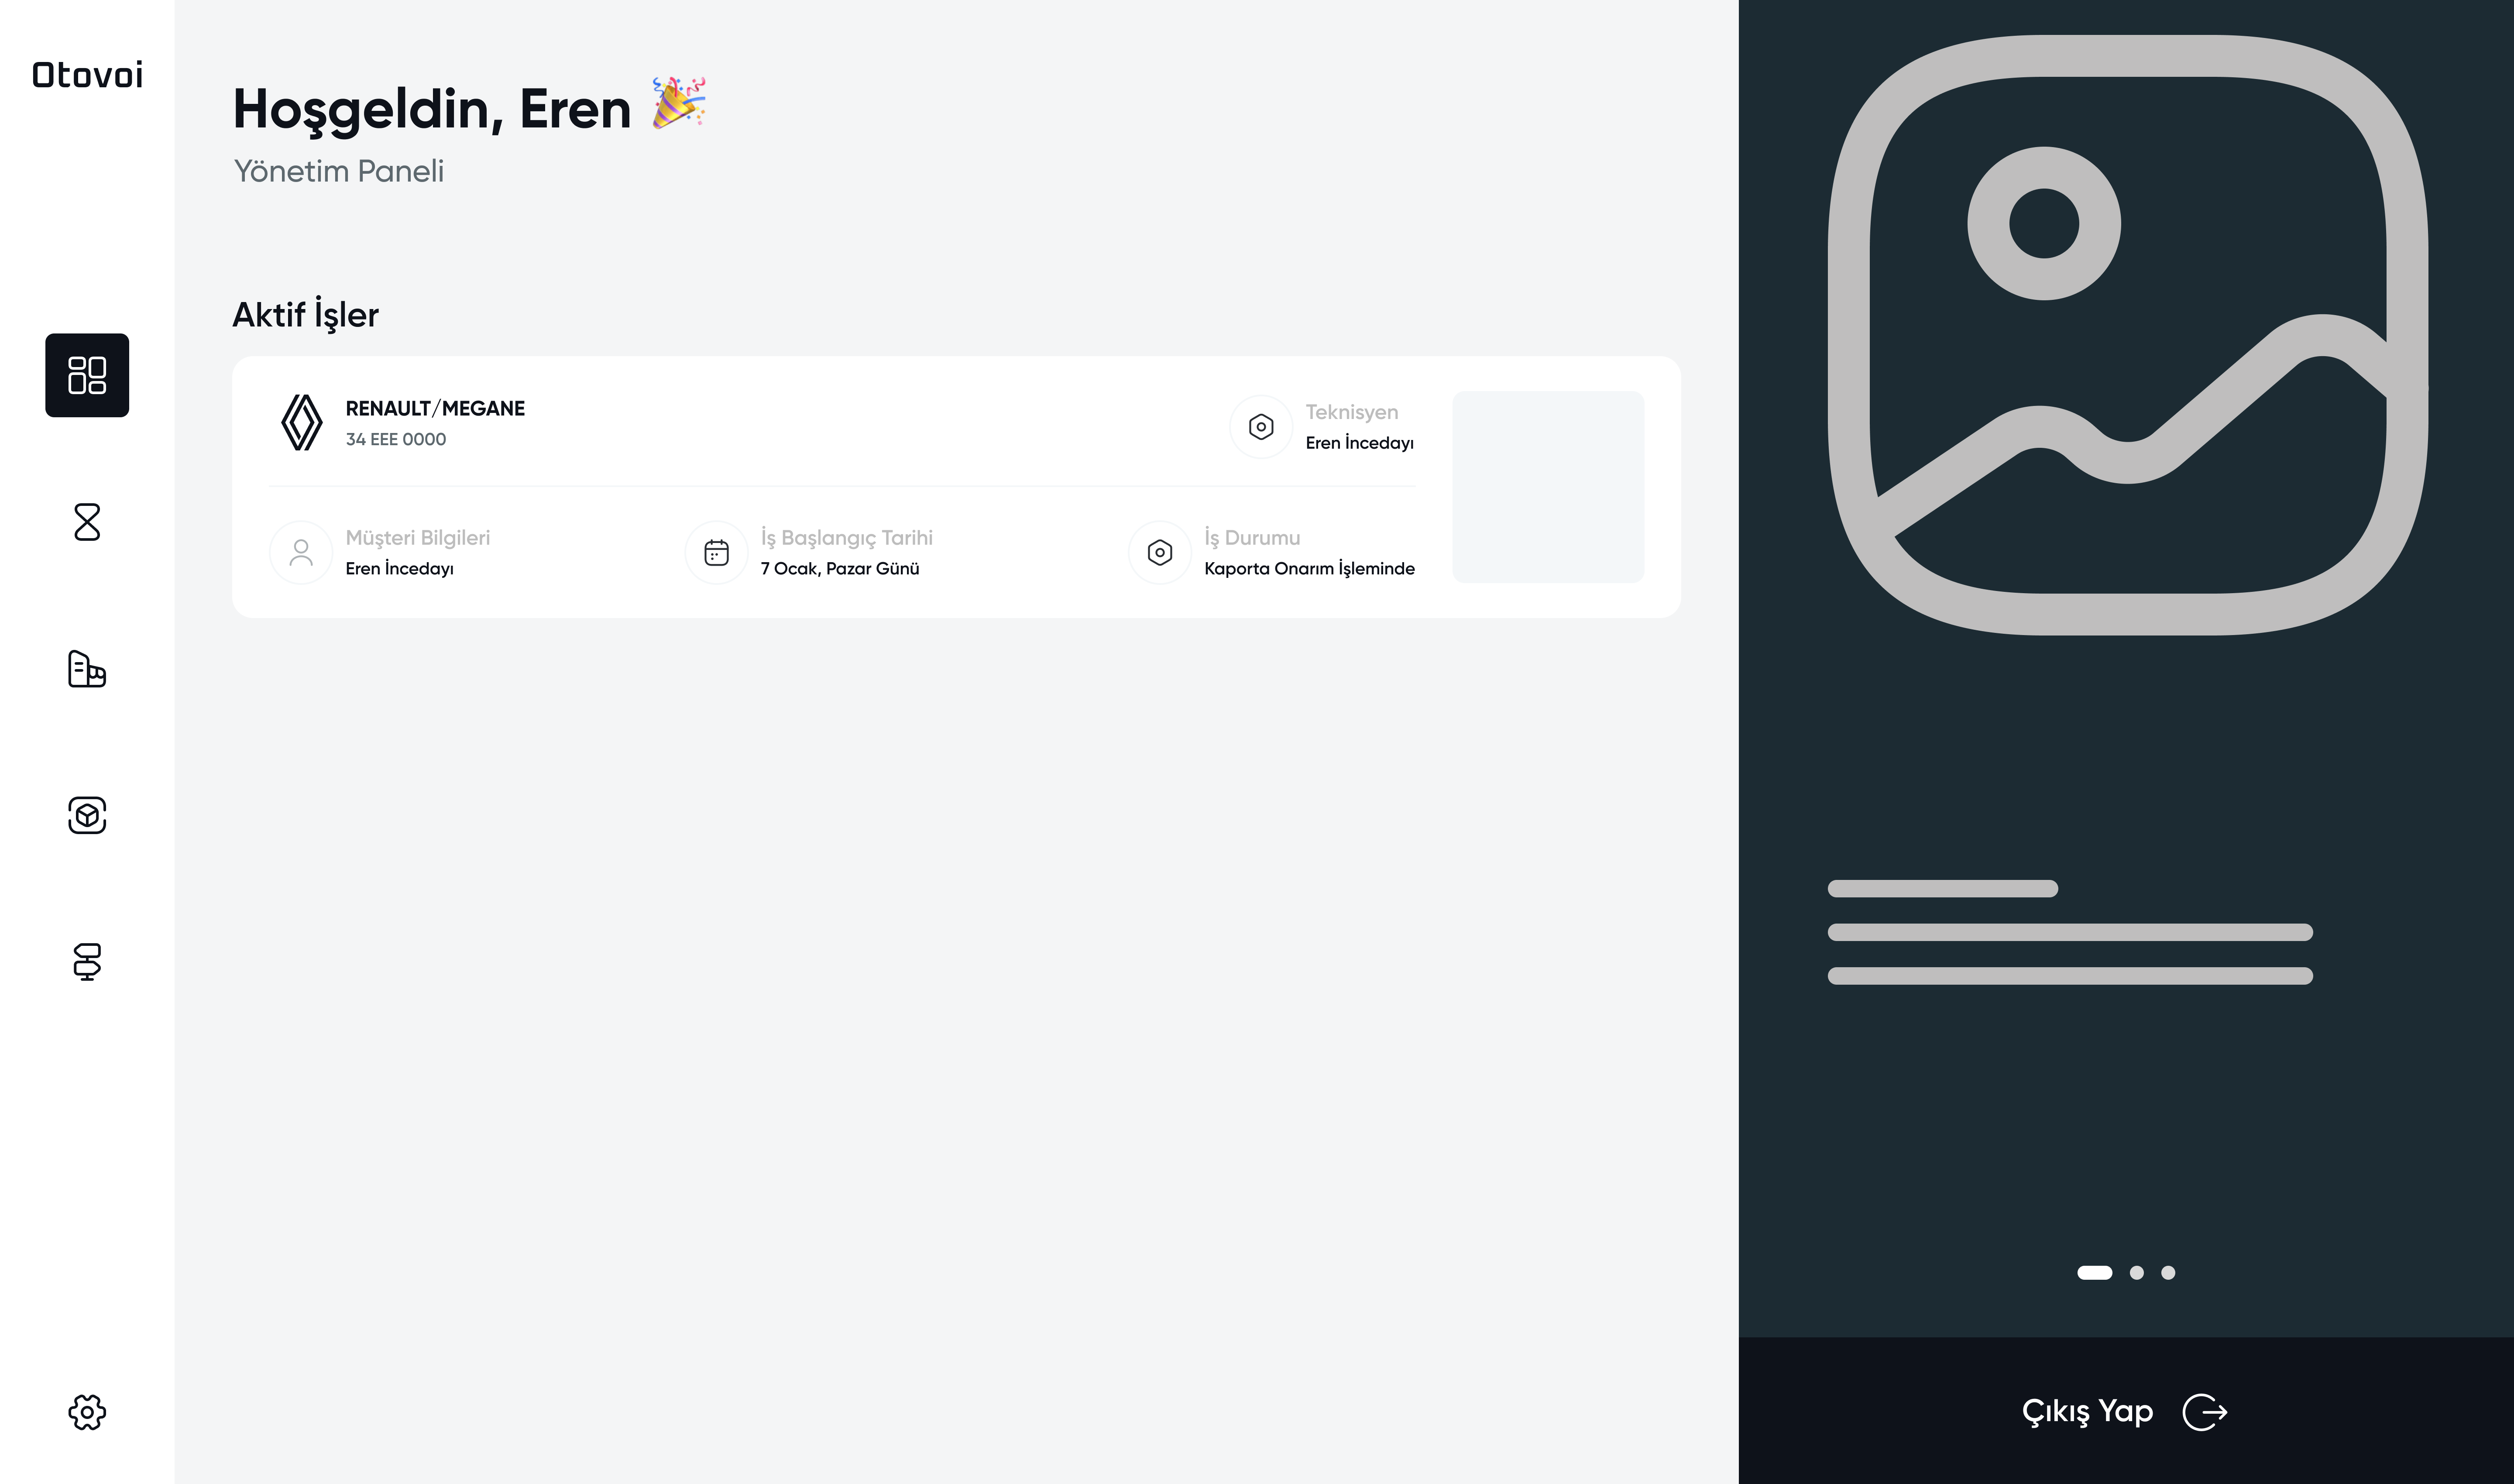 Otovoi
Hoşgeldin, Eren
Yönetim Paneli
Aktif İşler
RENAULT/MEGANE
34 EEE 0000
Teknisyen
Eren İncedayı
Müşteri Bilgileri
Eren İncedayı
İş Başlangıç Tarihi
7 Ocak, Pazar Günü
İş Durumu
Kaporta Onarım İşleminde
Çıkış Yap